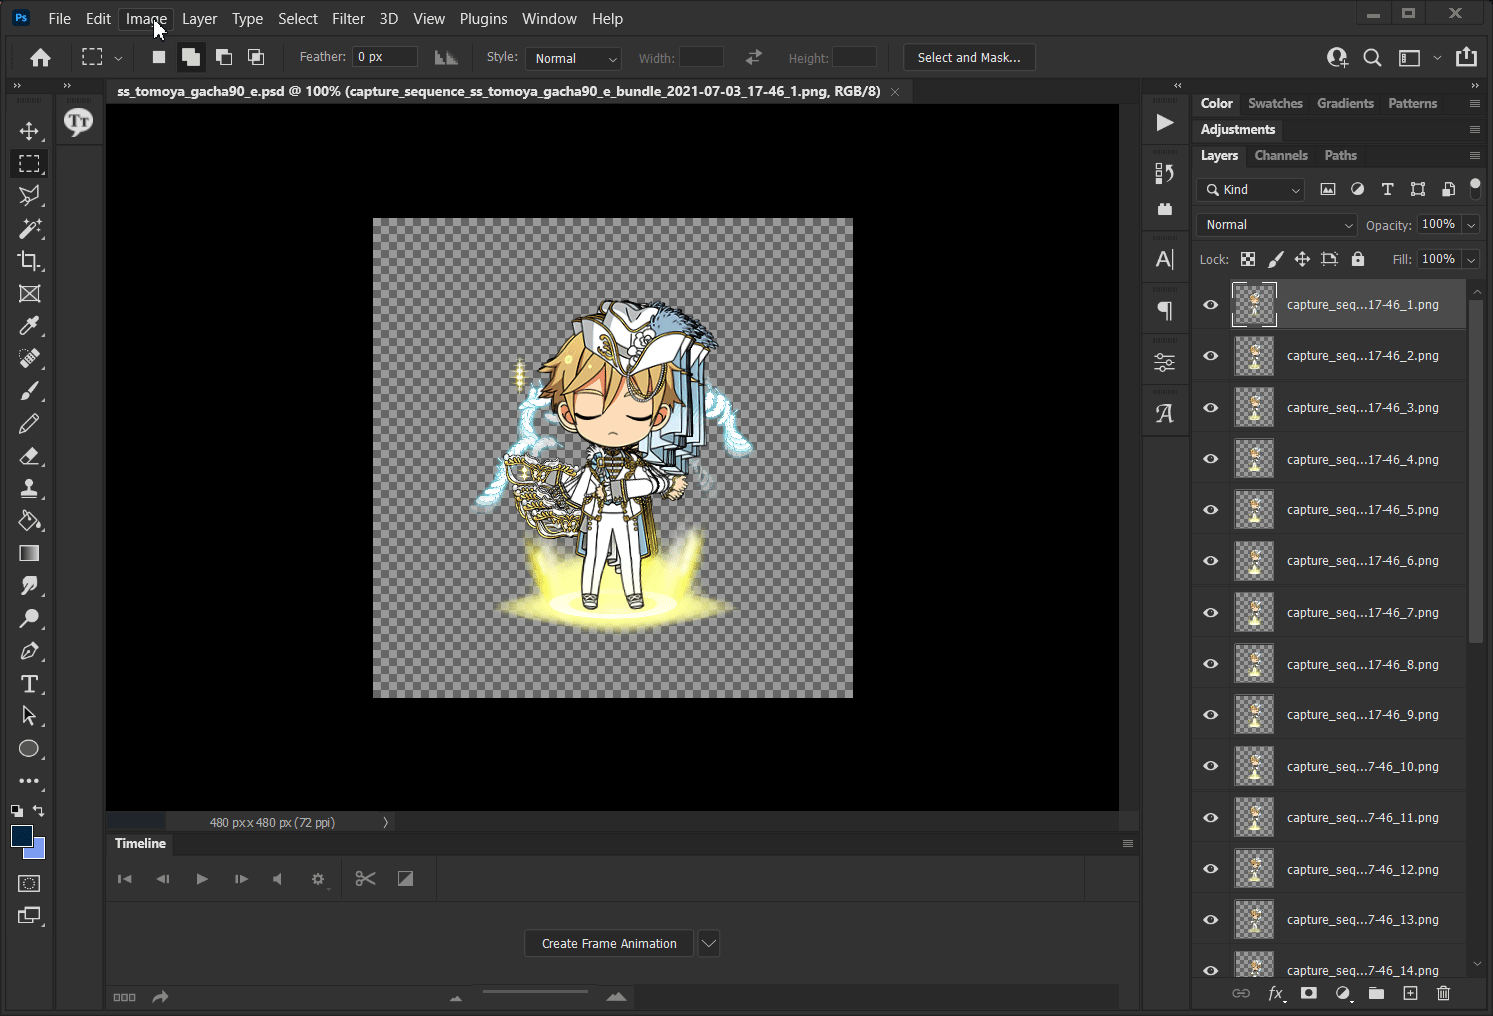 Ps File Edit Image Layer Type Select Filter 3D View Plugins Window Help
Feather: 0 px Style: Normal Width: Height: Select and Mask...
ss_tomoya_gacha90_e.psd @ 100% (capture_sequence_ss_tomoya_gacha90_e_bundle_2021-07-03_17-46_1.png, RGB/8)
Color Swatches Gradients Patterns
Adjustments
Layers Channels Paths
Kind
Normal Opacity: 100%
Lock: Fill: 100%
capture_seq...17-46_1.png
capture_seq...17-46_2.png
capture_seq...17-46_3.png
capture_seq...17-46_4.png
capture_seq...17-46_5.png
capture_seq...17-46_6.png
capture_seq...17-46_7.png
capture_seq...17-46_8.png
capture_seq...17-46_9.png
capture_seq...7-46_10.png
capture_seq...7-46_11.png
capture_seq...7-46_12.png
capture_seq...7-46_13.png
capture_seq...7-46_14.png
480 px x 480 px (72 ppi)
Timeline
Create Frame Animation